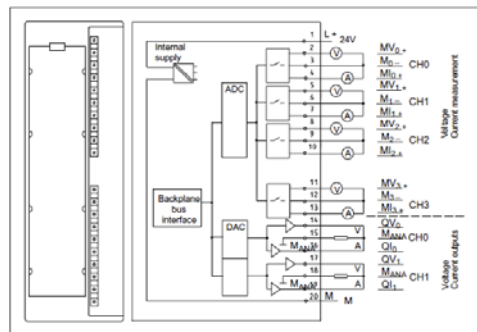 1 L+ 24V
Internal supply
2 V MV0+
3 M0- CH0
4 A MI0+
ADC
5 V MV1+
6 M1- CH1
7 A MI1+
8 V MV2+
9 M2- CH2
10 A MI2+
Voltage
Current measurement
Backplane bus interface
11 V MV3+
12 M3- CH3
13 A MI3+
DAC
14 QV0
15 V MANA CH0
MANA 16 A QI0
17 QV1
18 V MANA CH1
MANA 19 A QI1
20 M M
Voltage
Current outputs